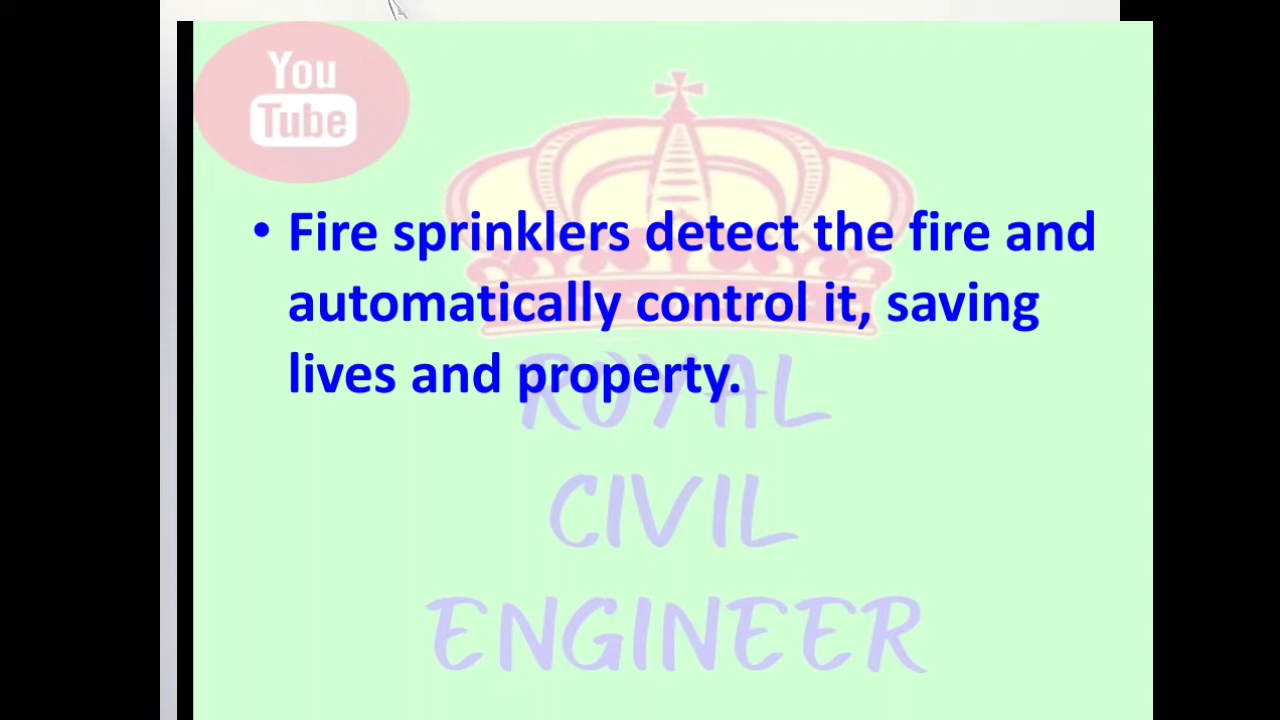 You
Tube
• Fire sprinklers detect the fire and
automatically control it, saving
lives and property.
ROYAL
CIVIL
ENGINEER